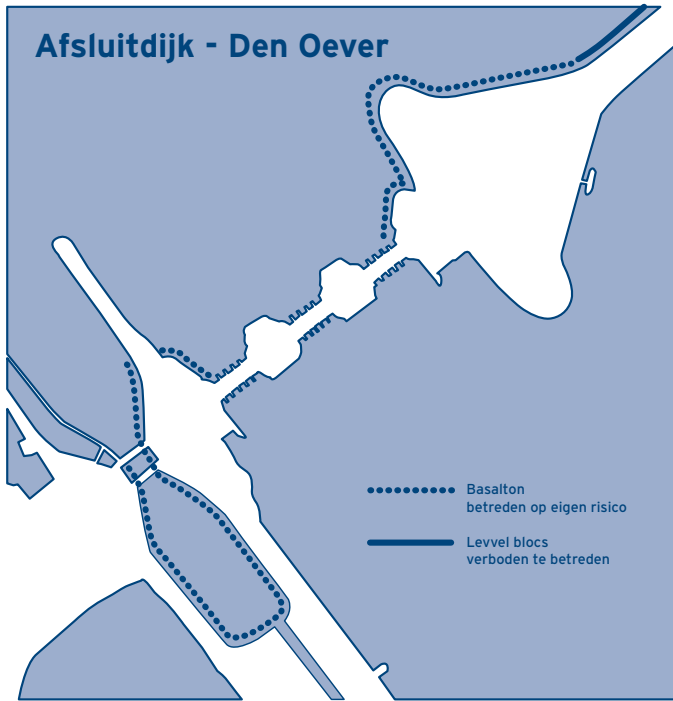 Afsluitdijk - Den Oever
Basalton
betreden op eigen risico
Levvel blocs
verboden te betreden